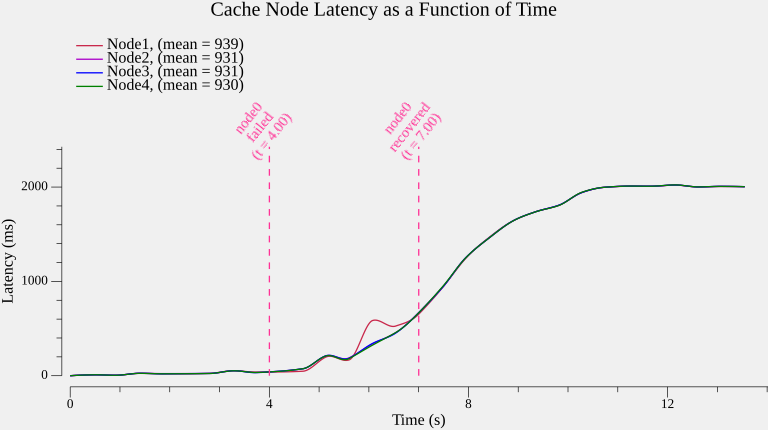 Cache Node Latency as a Function of Time
Node1, (mean = 939)
Node2, (mean = 931)
Node3, (mean = 931)
Node4, (mean = 930)
node0
failed
(t = 4.00)
node0
recovered
(t = 7.00)
Latency (ms)
2000
1000
0
0
4
8
12
Time (s)